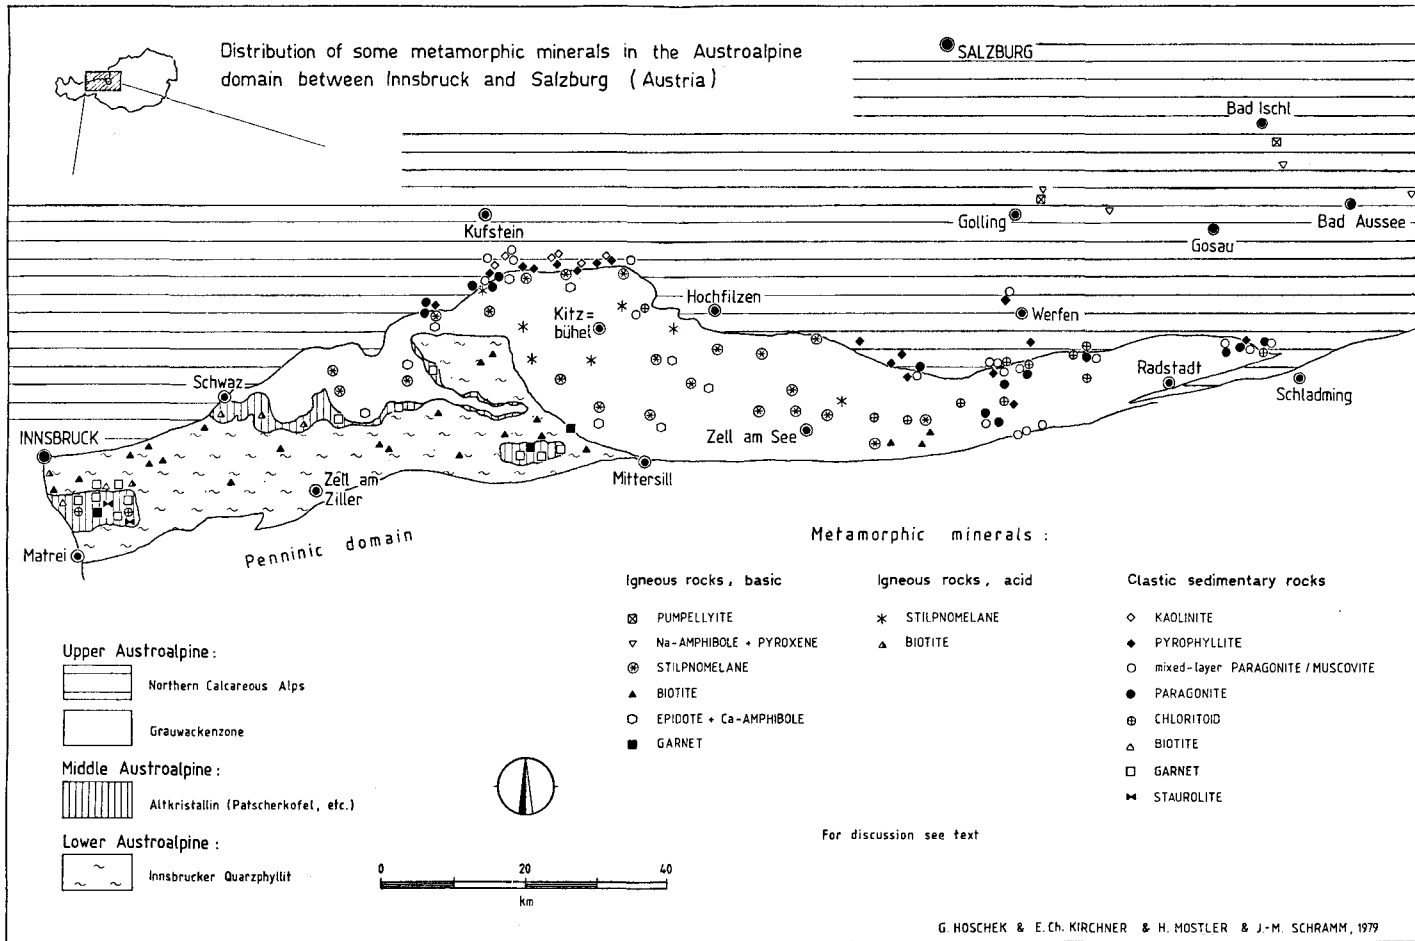 Distribution of some metamorphic minerals in the Austroalpine
domain between Innsbruck and Salzburg (Austria)
SALZBURG
Bad Ischl
Kufstein
Golling
Bad Aussee
Gosau
Hochfilzen
Kitz=
bühel
Werfen
Schwaz
Radstadt
Schladming
INNSBRUCK
Zell am See
Mittersill
Zell am
Ziller
Matrei
Penninic domain
Metamorphic minerals :
Igneous rocks, basic
PUMPELLYITE
Na-AMPHIBOLE + PYROXENE
STILPNOMELANE
BIOTITE
EPIDOTE + Ca-AMPHIBOLE
GARNET
Igneous rocks, acid
STILPNOMELANE
BIOTITE
Clastic sedimentary rocks
KAOLINITE
PYROPHYLLITE
mixed-layer PARAGONITE / MUSCOVITE
PARAGONITE
CHLORITOID
BIOTITE
GARNET
STAUROLITE
Upper Austroalpine :
Northern Calcareous Alps
Grauwackenzone
Middle Austroalpine :
Altkristallin (Patscherkofel, etc.)
Lower Austroalpine :
Innsbrucker Quarzphyllit
0 20 40
km
For discussion see text
G. HOSCHEK & E.Ch. KIRCHNER & H. MOSTLER & J.-M. SCHRAMM, 1979